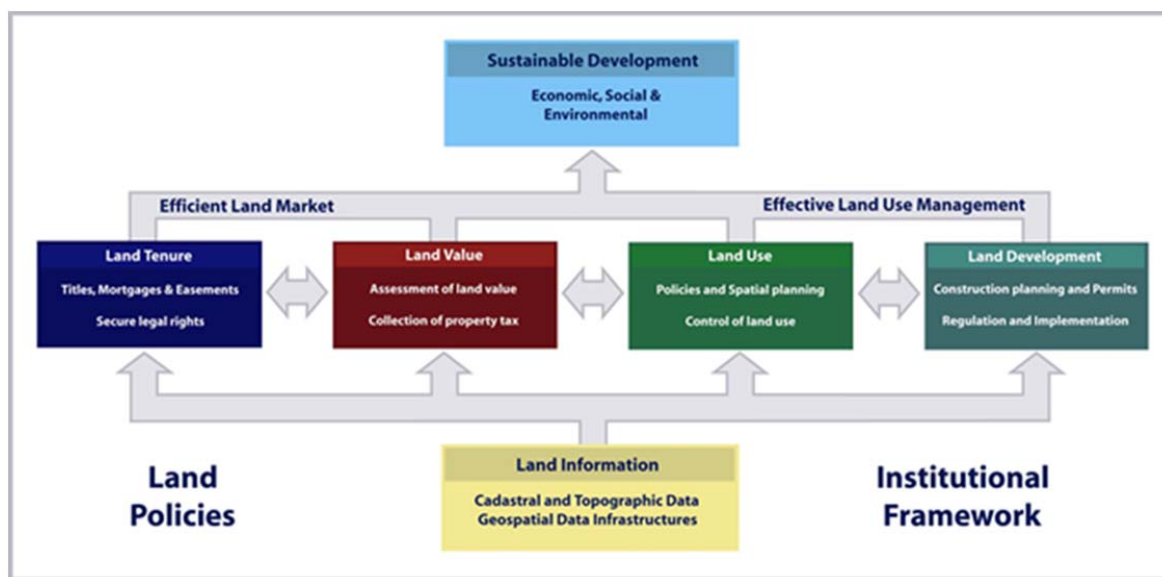 Sustainable Development
Economic, Social &
Environmental
Efficient Land Market
Effective Land Use Management
Land Tenure
Titles, Mortgages & Easements
Secure legal rights
Land Value
Assessment of land value
Collection of property tax
Land Use
Policies and Spatial planning
Control of land use
Land Development
Construction planning and Permits
Regulation and Implementation
Land
Policies
Land Information
Cadastral and Topographic Data
Geospatial Data Infrastructures
Institutional
Framework